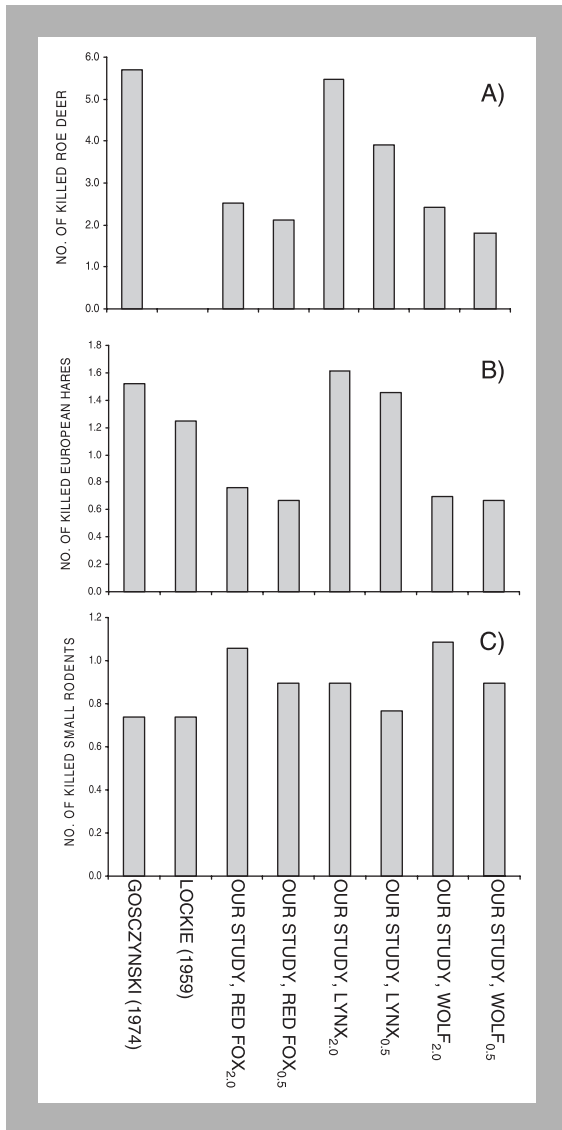 A)
NO. OF KILLED ROE DEER
6.0
5.0
4.0
3.0
2.0
1.0
0.0
B)
NO. OF KILLED EUROPEAN HARES
1.8
1.6
1.4
1.2
1.0
0.8
0.6
0.4
0.2
0.0
C)
NO. OF KILLED SMALL RODENTS
1.2
1.0
0.8
0.6
0.4
0.2
0.0
GOSCZYNSKI (1974)
LOCKIE (1959)
OUR STUDY, RED FOX2.0
OUR STUDY, RED FOX0.5
OUR STUDY, LYNX2.0
OUR STUDY, LYNX0.5
OUR STUDY, WOLF2.0
OUR STUDY, WOLF0.5